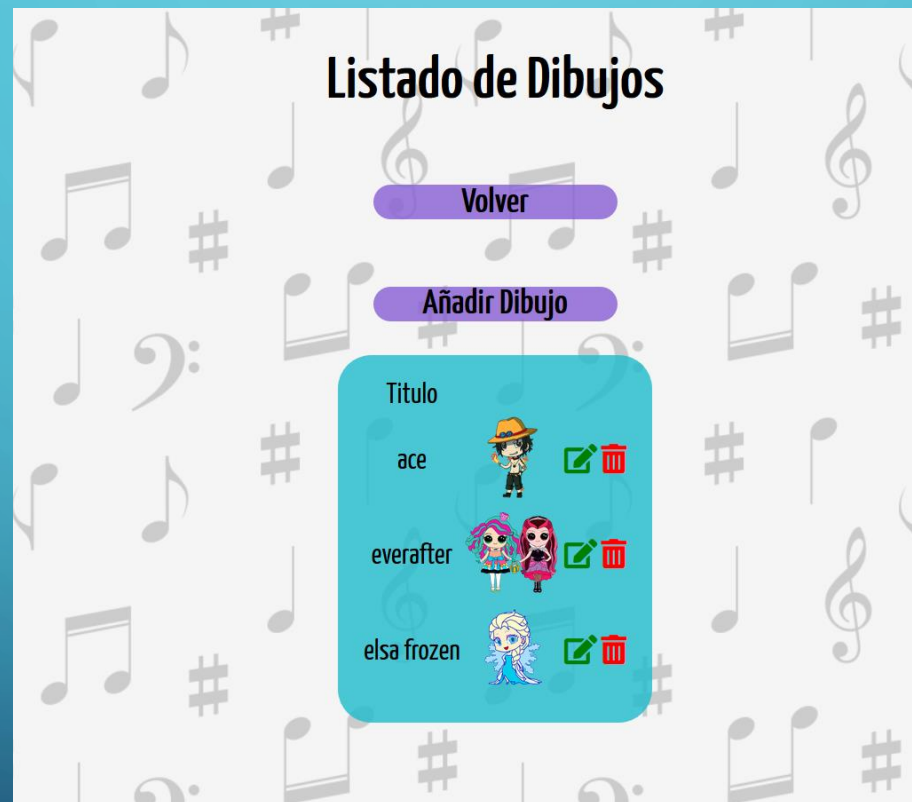 Listado de Dibujos
Volver
Añadir Dibujo
Titulo
ace
everafter
elsa frozen